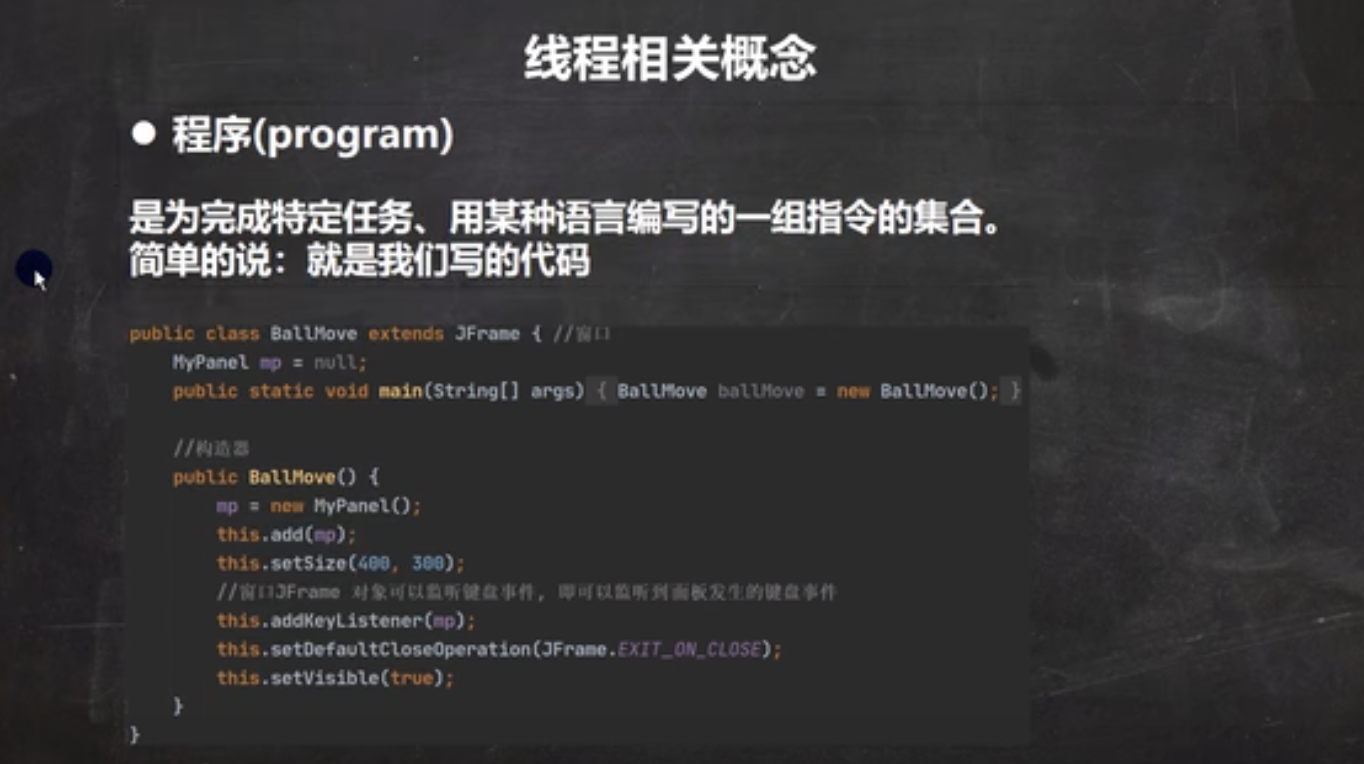 线程相关概念
● 程序(program)
是为完成特定任务、用某种语言编写的一组指令的集合。
简单的说：就是我们写的代码
public class BallMove extends JFrame { //窗口
    MyPanel mp = null;
    public static void main(String[] args) { BallMove ballMove = new BallMove(); }
    //构造器
    public BallMove() {
        mp = new MyPanel();
        this.add(mp);
        this.setSize(400, 300);
        //窗口JFrame 对象可以监听键盘事件, 即可以监听到面板发生的键盘事件
        this.addKeyListener(mp);
        this.setDefaultCloseOperation(JFrame.EXIT_ON_CLOSE);
        this.setVisible(true);
    }
}